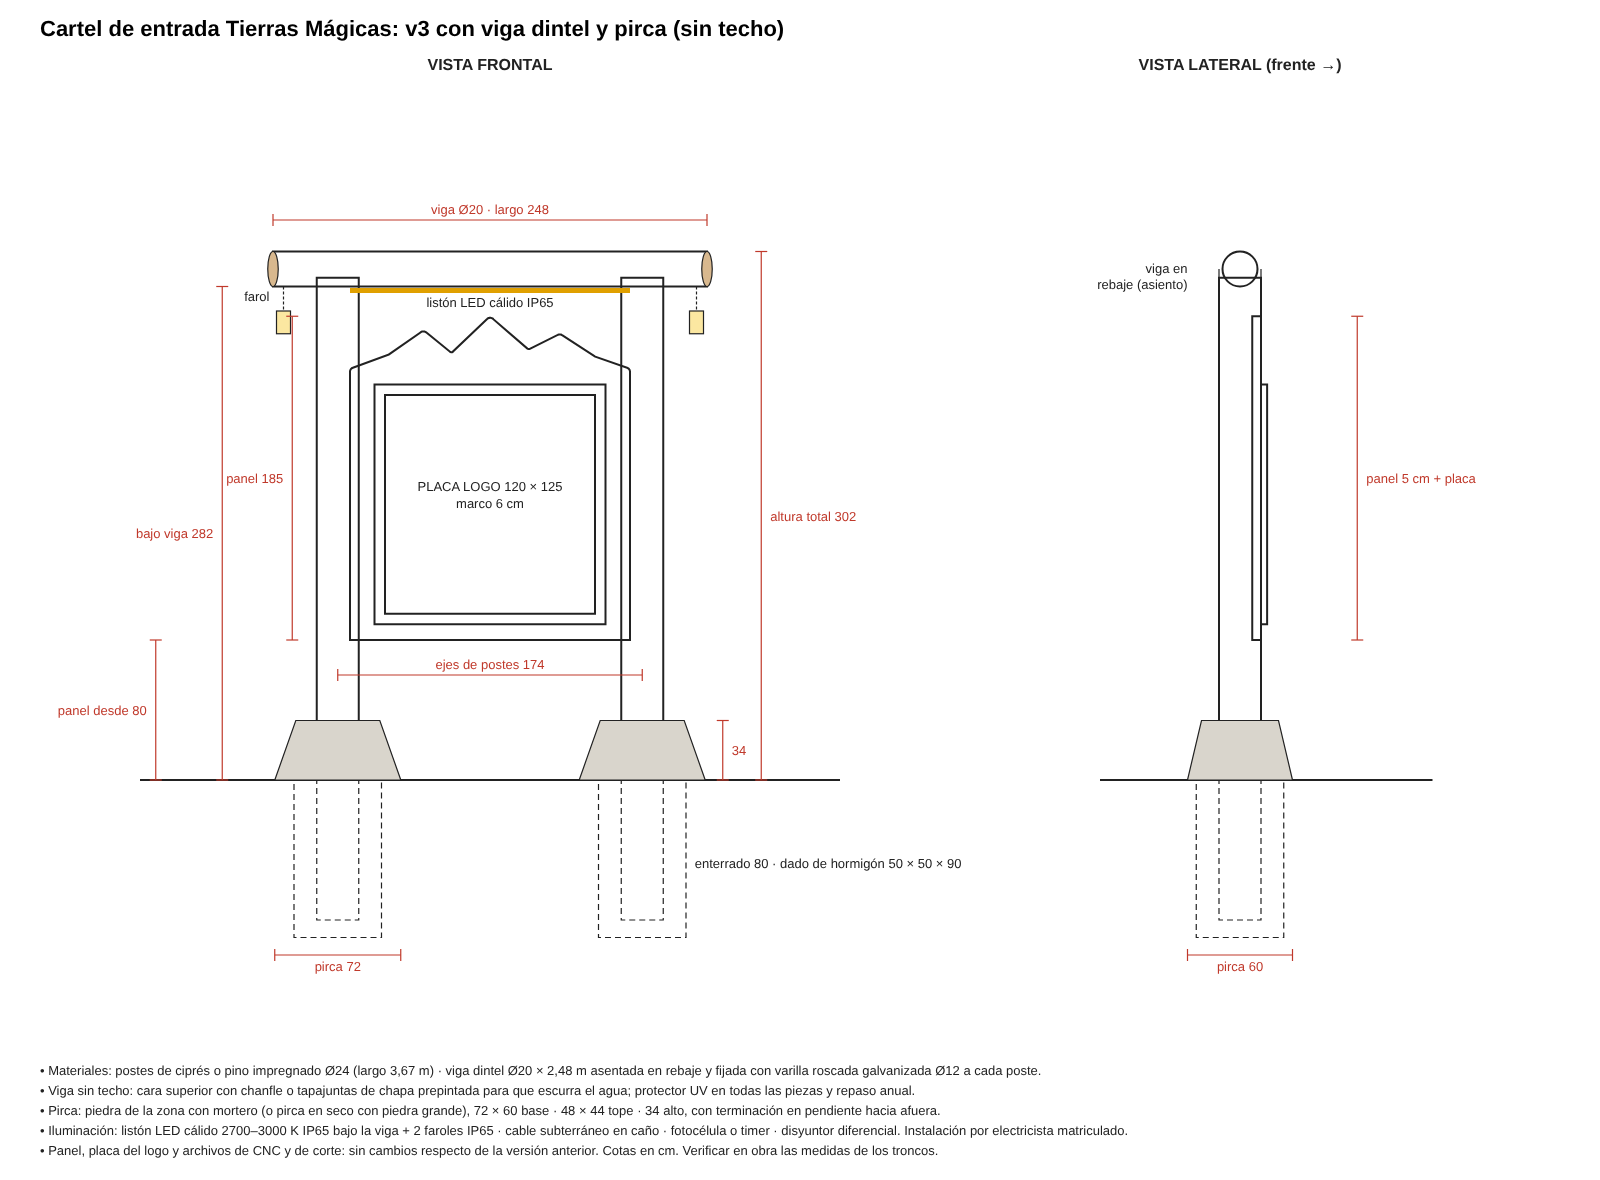 Cartel de entrada Tierras Mágicas: v3 con viga dintel y pirca (sin techo)
VISTA FRONTAL
VISTA LATERAL (frente →)
viga Ø20 · largo 248
farol
listón LED cálido IP65
viga en
rebaje (asiento)
panel 185
PLACA LOGO 120 × 125
marco 6 cm
panel 5 cm + placa
bajo viga 282
altura total 302
ejes de postes 174
panel desde 80
34
enterrado 80 · dado de hormigón 50 × 50 × 90
pirca 72
pirca 60
• Materiales: postes de ciprés o pino impregnado Ø24 (largo 3,67 m) · viga dintel Ø20 × 2,48 m asentada en rebaje y fijada con varilla roscada galvanizada Ø12 a cada poste.
• Viga sin techo: cara superior con chanfle o tapajuntas de chapa prepintada para que escurra el agua; protector UV en todas las piezas y repaso anual.
• Pirca: piedra de la zona con mortero (o pirca en seco con piedra grande), 72 × 60 base · 48 × 44 tope · 34 alto, con terminación en pendiente hacia afuera.
• Iluminación: listón LED cálido 2700–3000 K IP65 bajo la viga + 2 faroles IP65 · cable subterráneo en caño · fotocélula o timer · disyuntor diferencial. Instalación por electricista matriculado.
• Panel, placa del logo y archivos de CNC y de corte: sin cambios respecto de la versión anterior. Cotas en cm. Verificar en obra las medidas de los troncos.